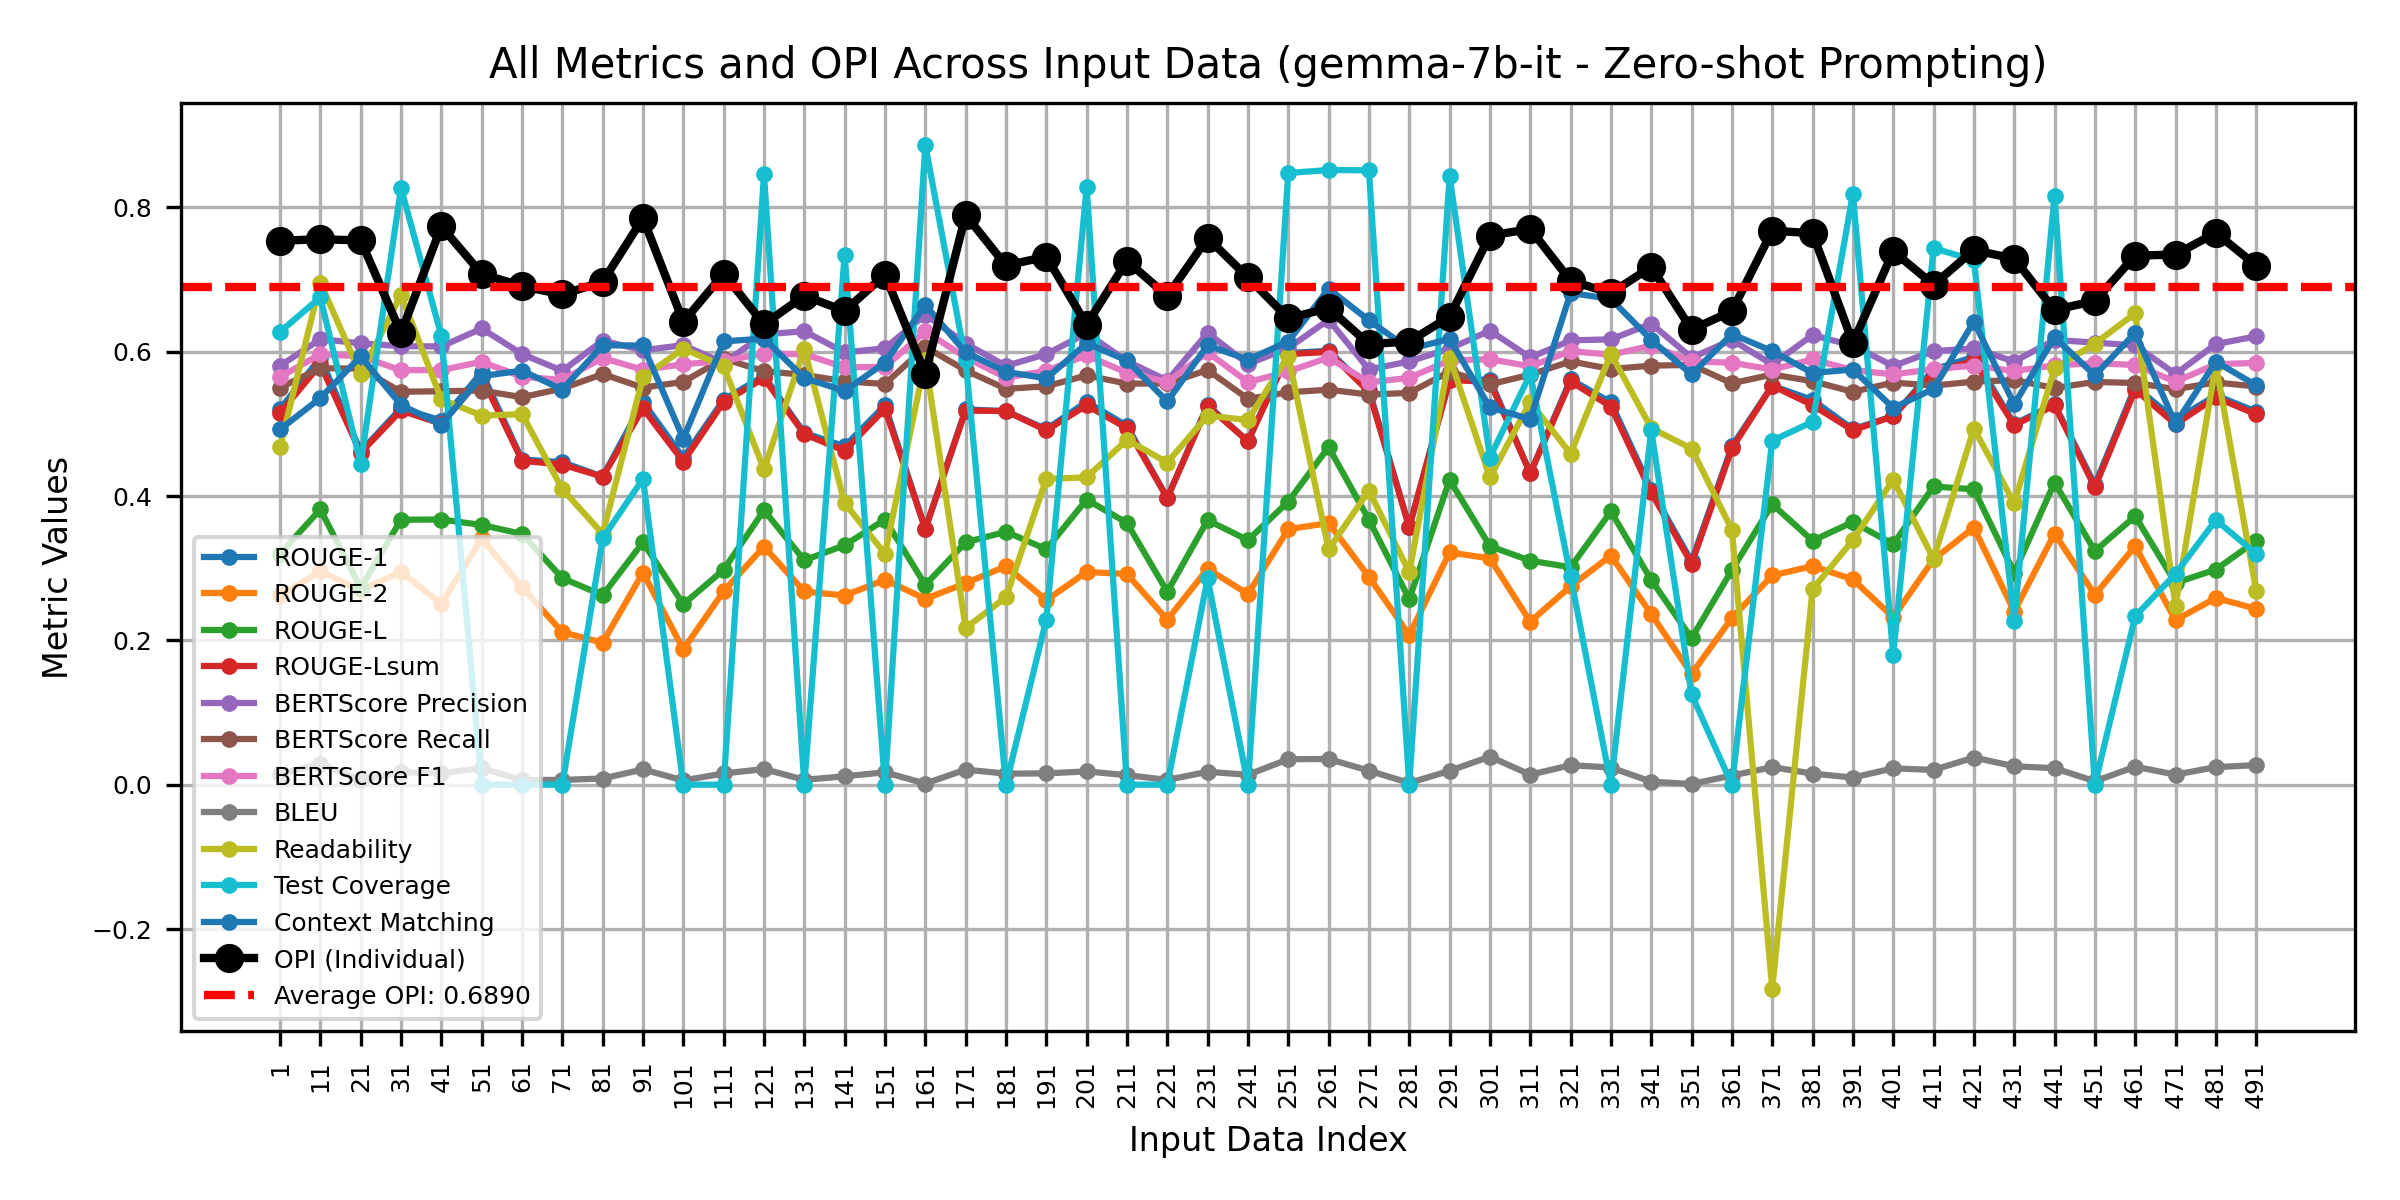 All Metrics and OPI Across Input Data (gemma-7b-it - Zero-shot Prompting)
Metric Values
0.8
0.6
0.4
0.2
0.0
−0.2
ROUGE-1
ROUGE-2
ROUGE-L
ROUGE-Lsum
BERTScore Precision
BERTScore Recall
BERTScore F1
BLEU
Readability
Test Coverage
Context Matching
OPI (Individual)
Average OPI: 0.6890
1 11 21 31 41 51 61 71 81 91 101 111 121 131 141 151 161 171 181 191 201 211 221 231 241 251 261 271 281 291 301 311 321 331 341 351 361 371 381 391 401 411 421 431 441 451 461 471 481 491
Input Data Index